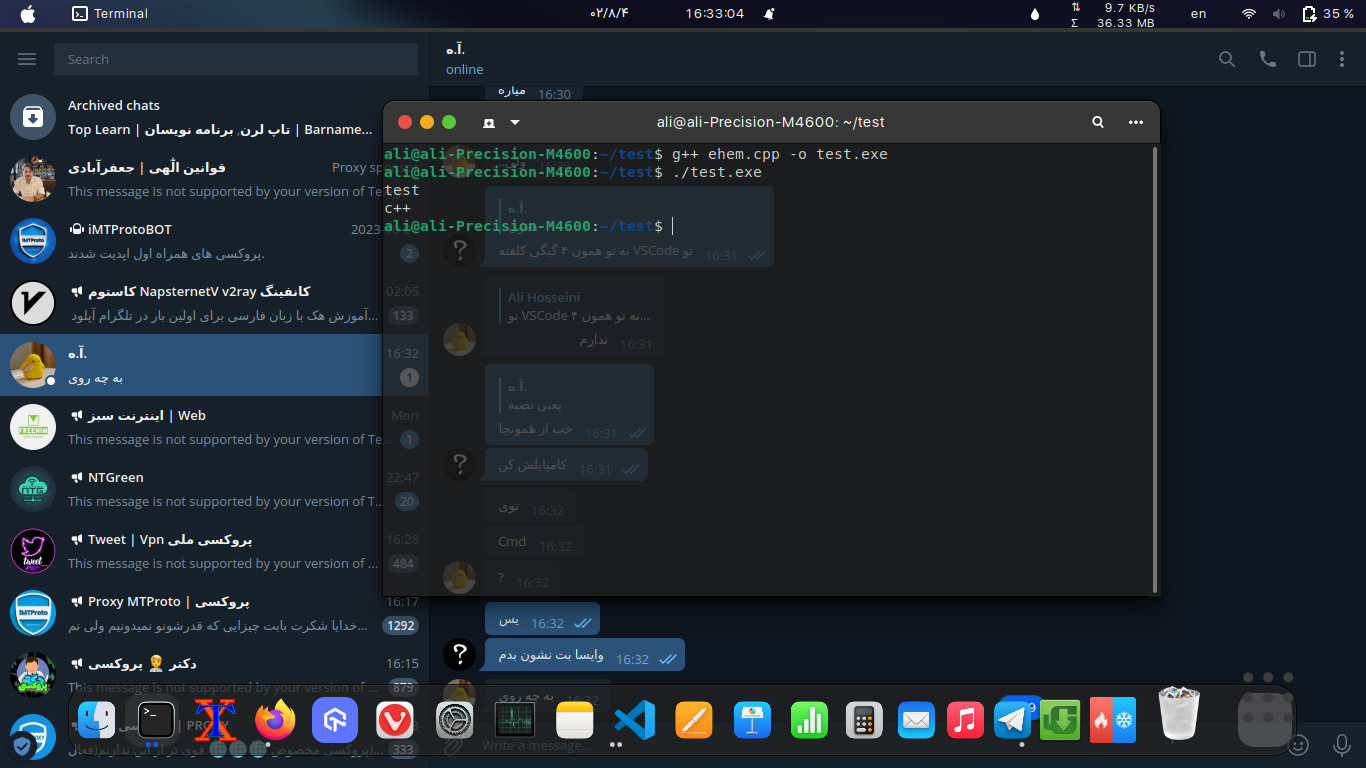 Terminal
۰۲/۸/۴
16:33:04
9.7 KB/s
Σ 36.33 MB
en
35 %
Search
Archived chats
Top Learn | تاپ لرن, برنامه نویسان | Barname...
قوانین الٓهی | جعفرآبادی
Proxy sp
This message is not supported by your version of Te
iMTProtoBOT
2023
پروکسی های همراه اول اپدیت شدند.
2
کانفینگ NapsternetV v2ray کاستوم
02:05
آموزش هک با زبان فارسی برای اولین بار در تلگرام آپلود...
133
آ.ه.
16:32
به چه روی
1
اینترنت سبز | Web
Mon
This message is not supported by your version of Te
1
NTGreen
22:47
This message is not supported by your version of T...
20
Tweet | Vpn پروکسی ملی
16:28
This message is not supported by your version of ...
484
Proxy MTProto | پروکسی
16:17
خدایا شکرت بابت چیزایی که قدرشونو نمیدونیم ولی نم...
1292
دکتر 👨‍⚕️ پروکسی
16:15
This message is not supported by your version of ...
879
| PROXY
333
آ.ه.
online
میاره
16:30
ali@ali-Precision-M4600: ~/test
ali@ali-Precision-M4600:~/test$ g++ ehem.cpp -o test.exe
ali@ali-Precision-M4600:~/test$ ./test.exe
test
c++
ali@ali-Precision-M4600:~/test$
آ.ه.
نه تو همون ۴ گیگی کلفته VSCode تو
16:31
Ali Hosseini
نه تو همون ۴ VSCode تو...
ندارم
16:31
آ.ه.
یعنی نصبه
خب از همونجا
16:31
کامپایلش کن
16:31
توی
16:32
Cmd
16:32
?
16:32
یس
16:32
وایسا بت نشون بدم
16:32
به چه روی
16:32
Write a message...